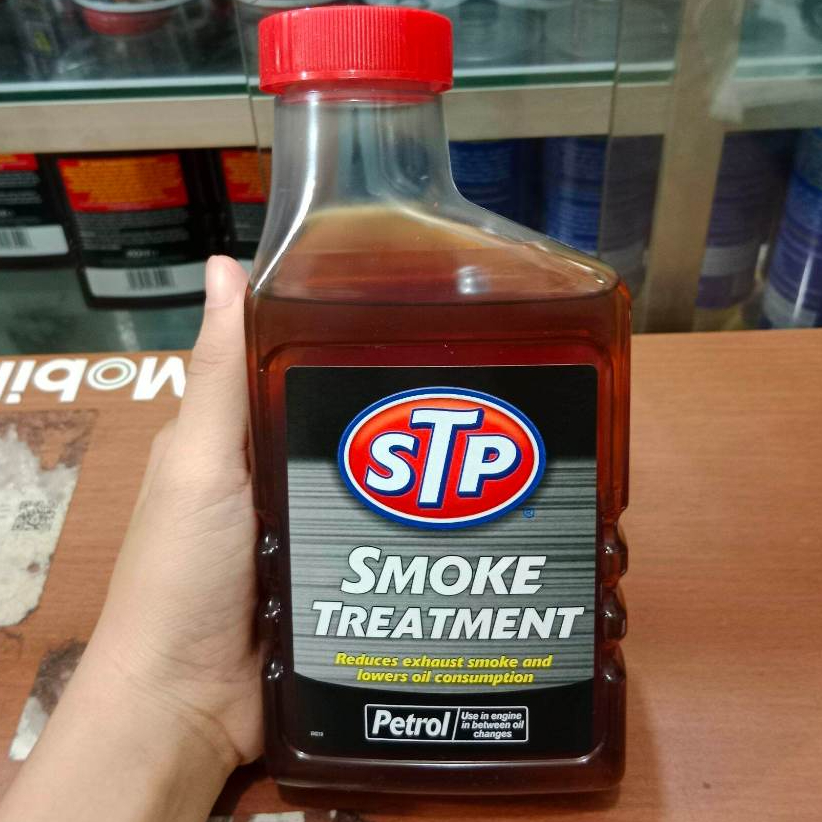 STP
SMOKE
TREATMENT
Reduces exhaust smoke and
lowers oil consumption
Petrol
Use in engine
in between oil
changes
Mobil